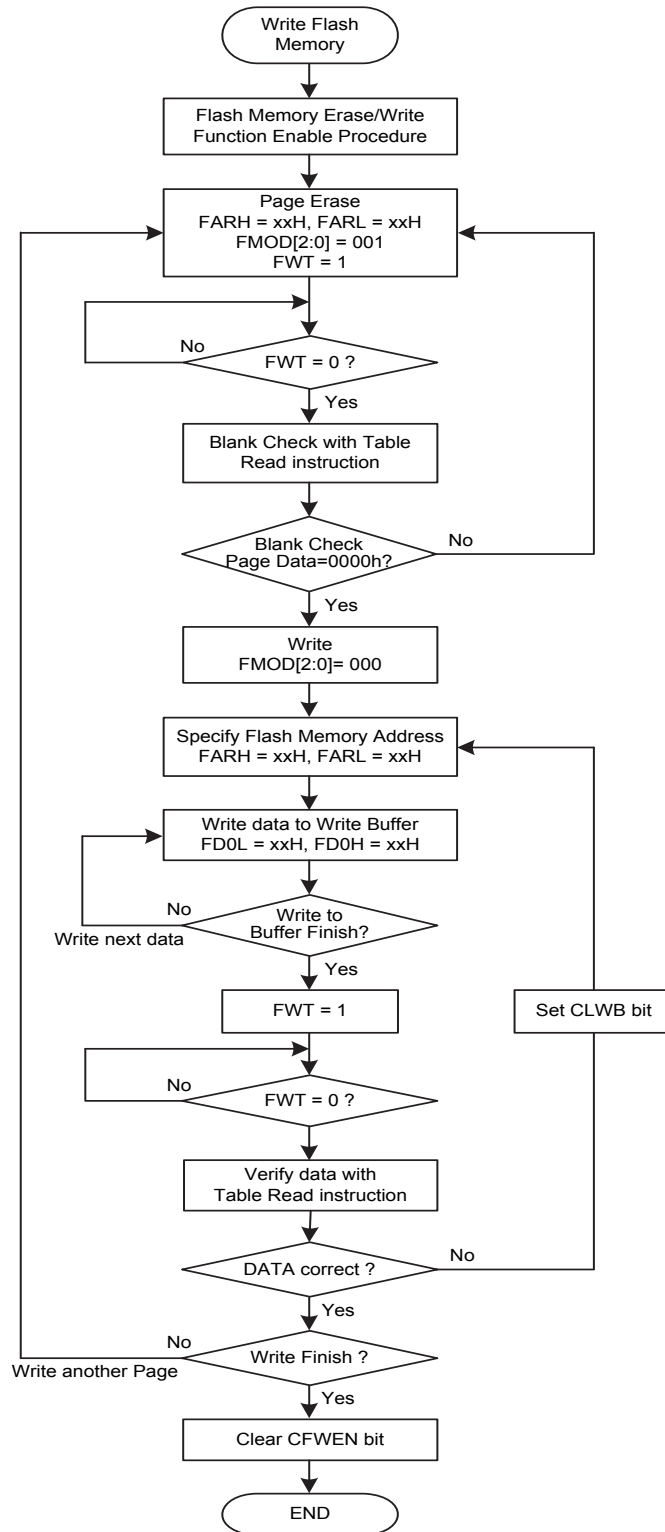 Write Flash
Memory
Flash Memory Erase/Write
Function Enable Procedure
Page Erase
FARH = xxH, FARL = xxH
FMOD[2:0] = 001
FWT = 1
No
FWT = 0 ?
Yes
Blank Check with Table
Read instruction
Blank Check
Page Data=0000h?
No
Yes
Write
FMOD[2:0]= 000
Specify Flash Memory Address
FARH = xxH, FARL = xxH
Write data to Write Buffer
FD0L = xxH, FD0H = xxH
No
Write next data
Write to
Buffer Finish?
Yes
FWT = 1
Set CLWB bit
No
FWT = 0 ?
Yes
Verify data with
Table Read instruction
DATA correct ?
No
Yes
No
Write another Page
Write Finish ?
Yes
Clear CFWEN bit
END